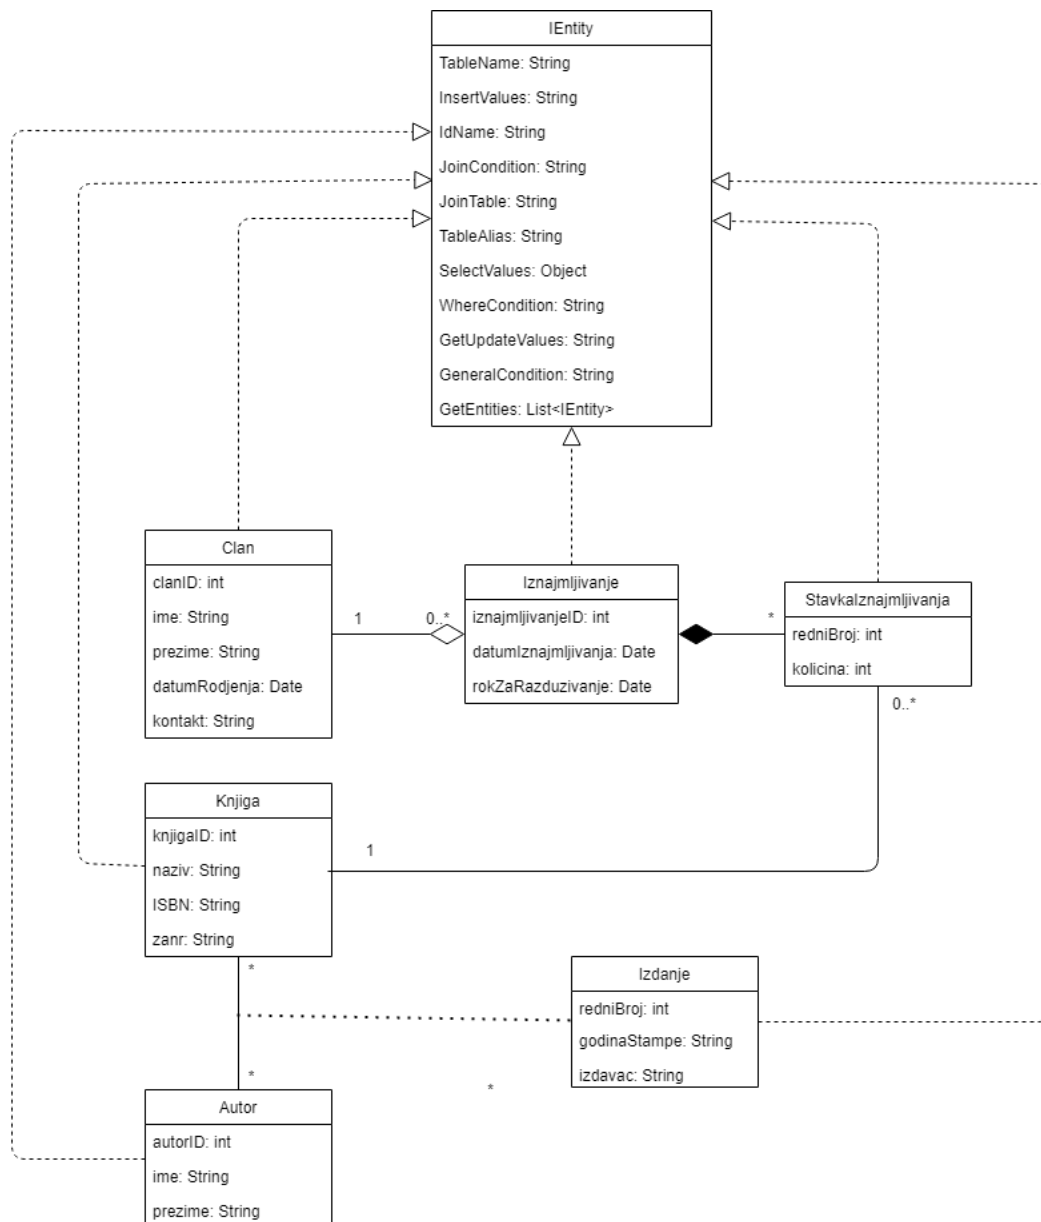 IEntity
TableName: String
InsertValues: String
IdName: String
JoinCondition: String
JoinTable: String
TableAlias: String
SelectValues: Object
WhereCondition: String
GetUpdateValues: String
GeneralCondition: String
GetEntities: List<IEntity>
Clan
clanID: int
ime: String
prezime: String
datumRodjenja: Date
kontakt: String
1
0..*
Iznajmljivanje
iznajmljivanjeID: int
datumIznajmljivanja: Date
rokZaRazduzivanje: Date
*
StavkaIznajmljivanja
redniBroj: int
kolicina: int
0..*
Knjiga
knjigaID: int
naziv: String
ISBN: String
zanr: String
1
*
*
Izdanje
redniBroj: int
godinaStampe: String
izdavac: String
*
Autor
autorID: int
ime: String
prezime: String